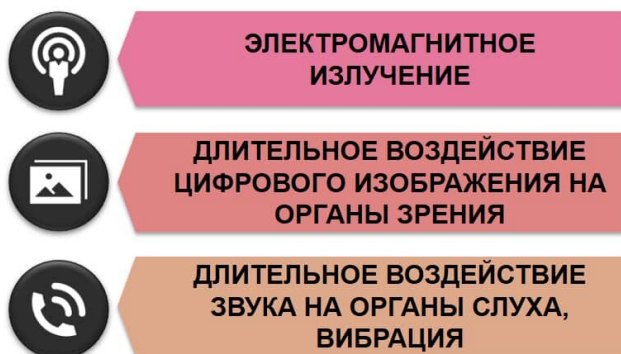 ЭЛЕКТРОМАГНИТНОЕ
ИЗЛУЧЕНИЕ
ДЛИТЕЛЬНОЕ ВОЗДЕЙСТВИЕ
ЦИФРОВОГО ИЗОБРАЖЕНИЯ НА
ОРГАНЫ ЗРЕНИЯ
ДЛИТЕЛЬНОЕ ВОЗДЕЙСТВИЕ
ЗВУКА НА ОРГАНЫ СЛУХА,
ВИБРАЦИЯ